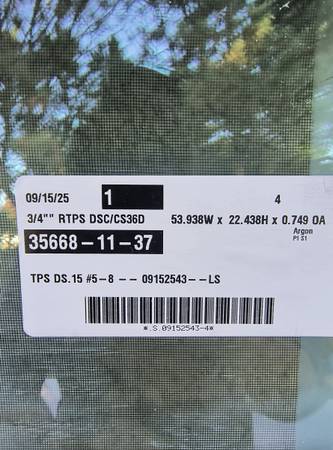 09/15/25 1 4
3/4"" RTPS DSC/CS36D 53.938W x 22.438H x 0.749 OA
35668-11-37 Argon
PI S1
TPS DS.15 #5-8 -- 09152543--LS
*.S.09152543-4*